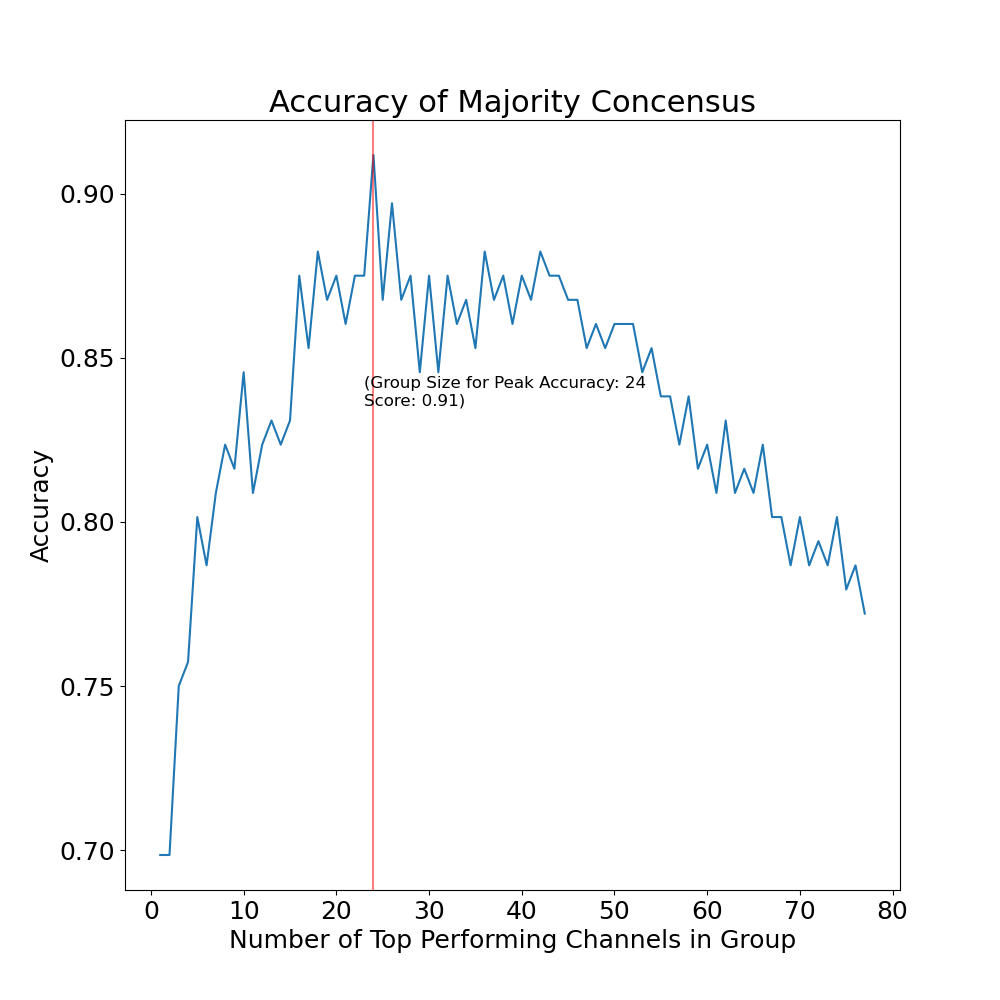 Accuracy of Majority Concensus
0.90
0.85
0.80
0.75
0.70
Accuracy
(Group Size for Peak Accuracy: 24
Score: 0.91)
0 10 20 30 40 50 60 70 80
Number of Top Performing Channels in Group